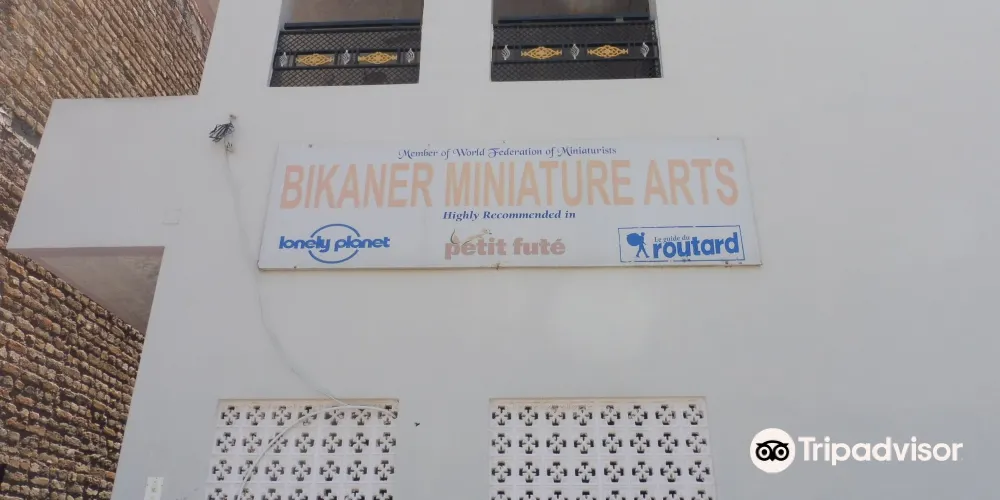 Member of World Federation of Miniaturists
BIKANER MINIATURE ARTS
Highly Recommended in
lonely planet
petit futé
Le guide du
routard
Tripadvisor